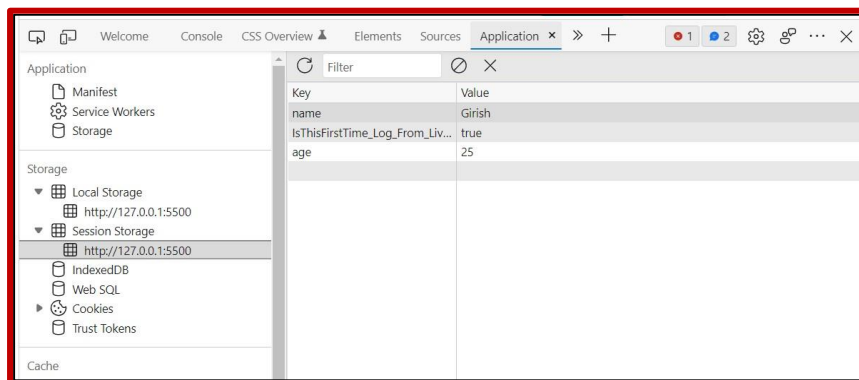 Welcome Console CSS Overview Elements Sources Application × » + 1 2 ⋯ ×
Application
Manifest
Service Workers
Storage
Storage
Local Storage
http://127.0.0.1:5500
Session Storage
http://127.0.0.1:5500
IndexedDB
Web SQL
Cookies
Trust Tokens
Cache
Filter
Key Value
name Girish
IsThisFirstTime_Log_From_Liv... true
age 25